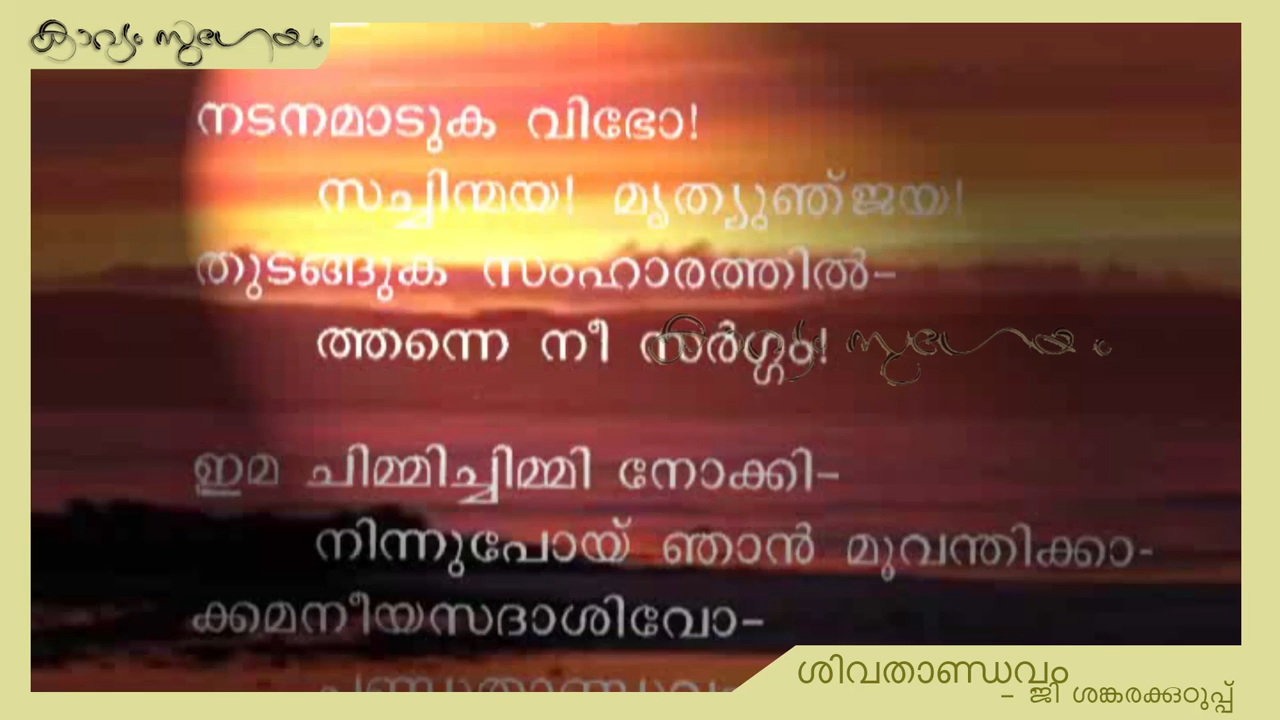 കാവ്യം സുഗേയം
നടനമാടുക വിഭോ!
സച്ചിന്മയ! മൃത്യുഞ്ജയ!
തുടങ്ങുക സംഹാരത്തിൽ–
ത്തന്നെ നീ സർഗ്ഗം!
കാവ്യം സുഗേയം
ഇമ ചിമ്മിച്ചിമ്മി നോക്കി–
നിന്നുപോയ് ഞാൻ മുവന്തിക്കാ-
ക്കമനീയസദാശിവോ–
ശിവതാണ്ഡവം
– ജി ശങ്കരക്കുറുപ്പ്